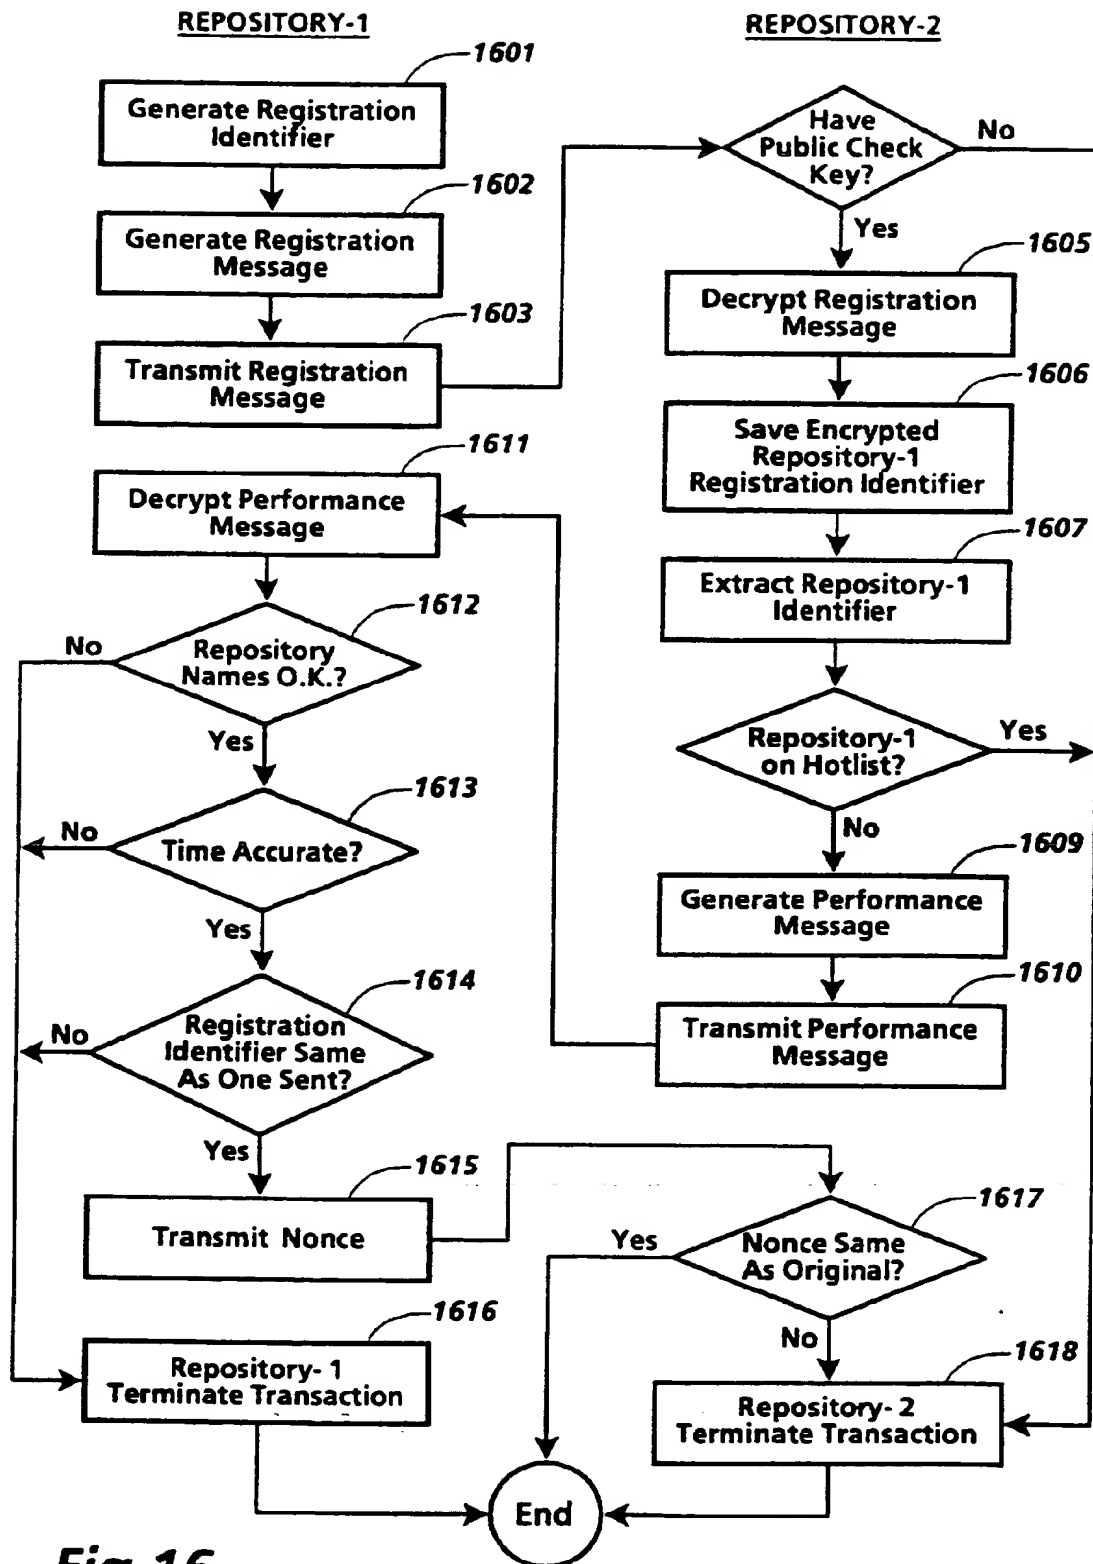 REPOSITORY-1
1601
Generate Registration
Identifier
1602
Generate Registration
Message
1603
Transmit Registration
Message
1611
Decrypt Performance
Message
1612
No
Repository
Names O.K.?
Yes
1613
No
Time Accurate?
Yes
1614
No
Registration
Identifier Same
As One Sent?
Yes
1615
Transmit Nonce
1616
Repository- 1
Terminate Transaction
REPOSITORY-2
Have
Public Check
Key?
No
Yes
1605
Decrypt Registration
Message
1606
Save Encrypted
Repository-1
Registration Identifier
1607
Extract Repository-1
Identifier
Repository-1
on Hotlist?
Yes
No
1609
Generate Performance
Message
1610
Transmit Performance
Message
1617
Yes
Nonce Same
As Original?
No
1618
Repository- 2
Terminate Transaction
End